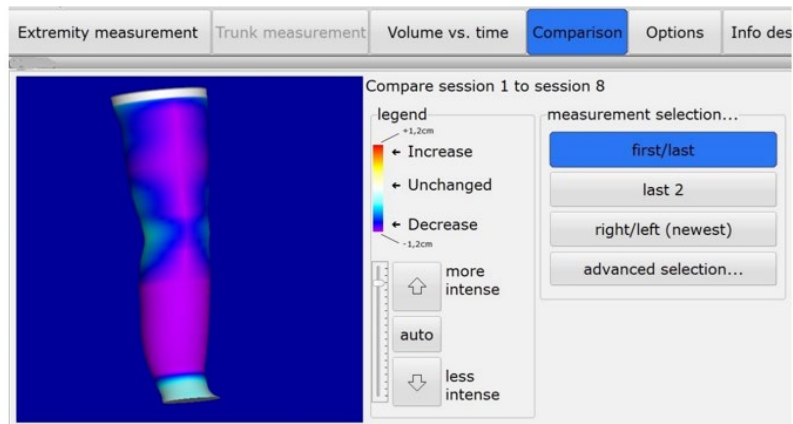 Extremity measurement Trunk measurement Volume vs. time Comparison Options Info des
Compare session 1 to session 8
legend
+1,2cm
← Increase
← Unchanged
← Decrease
-1,2cm
more
intense
auto
less
intense
measurement selection...
first/last
last 2
right/left (newest)
advanced selection...